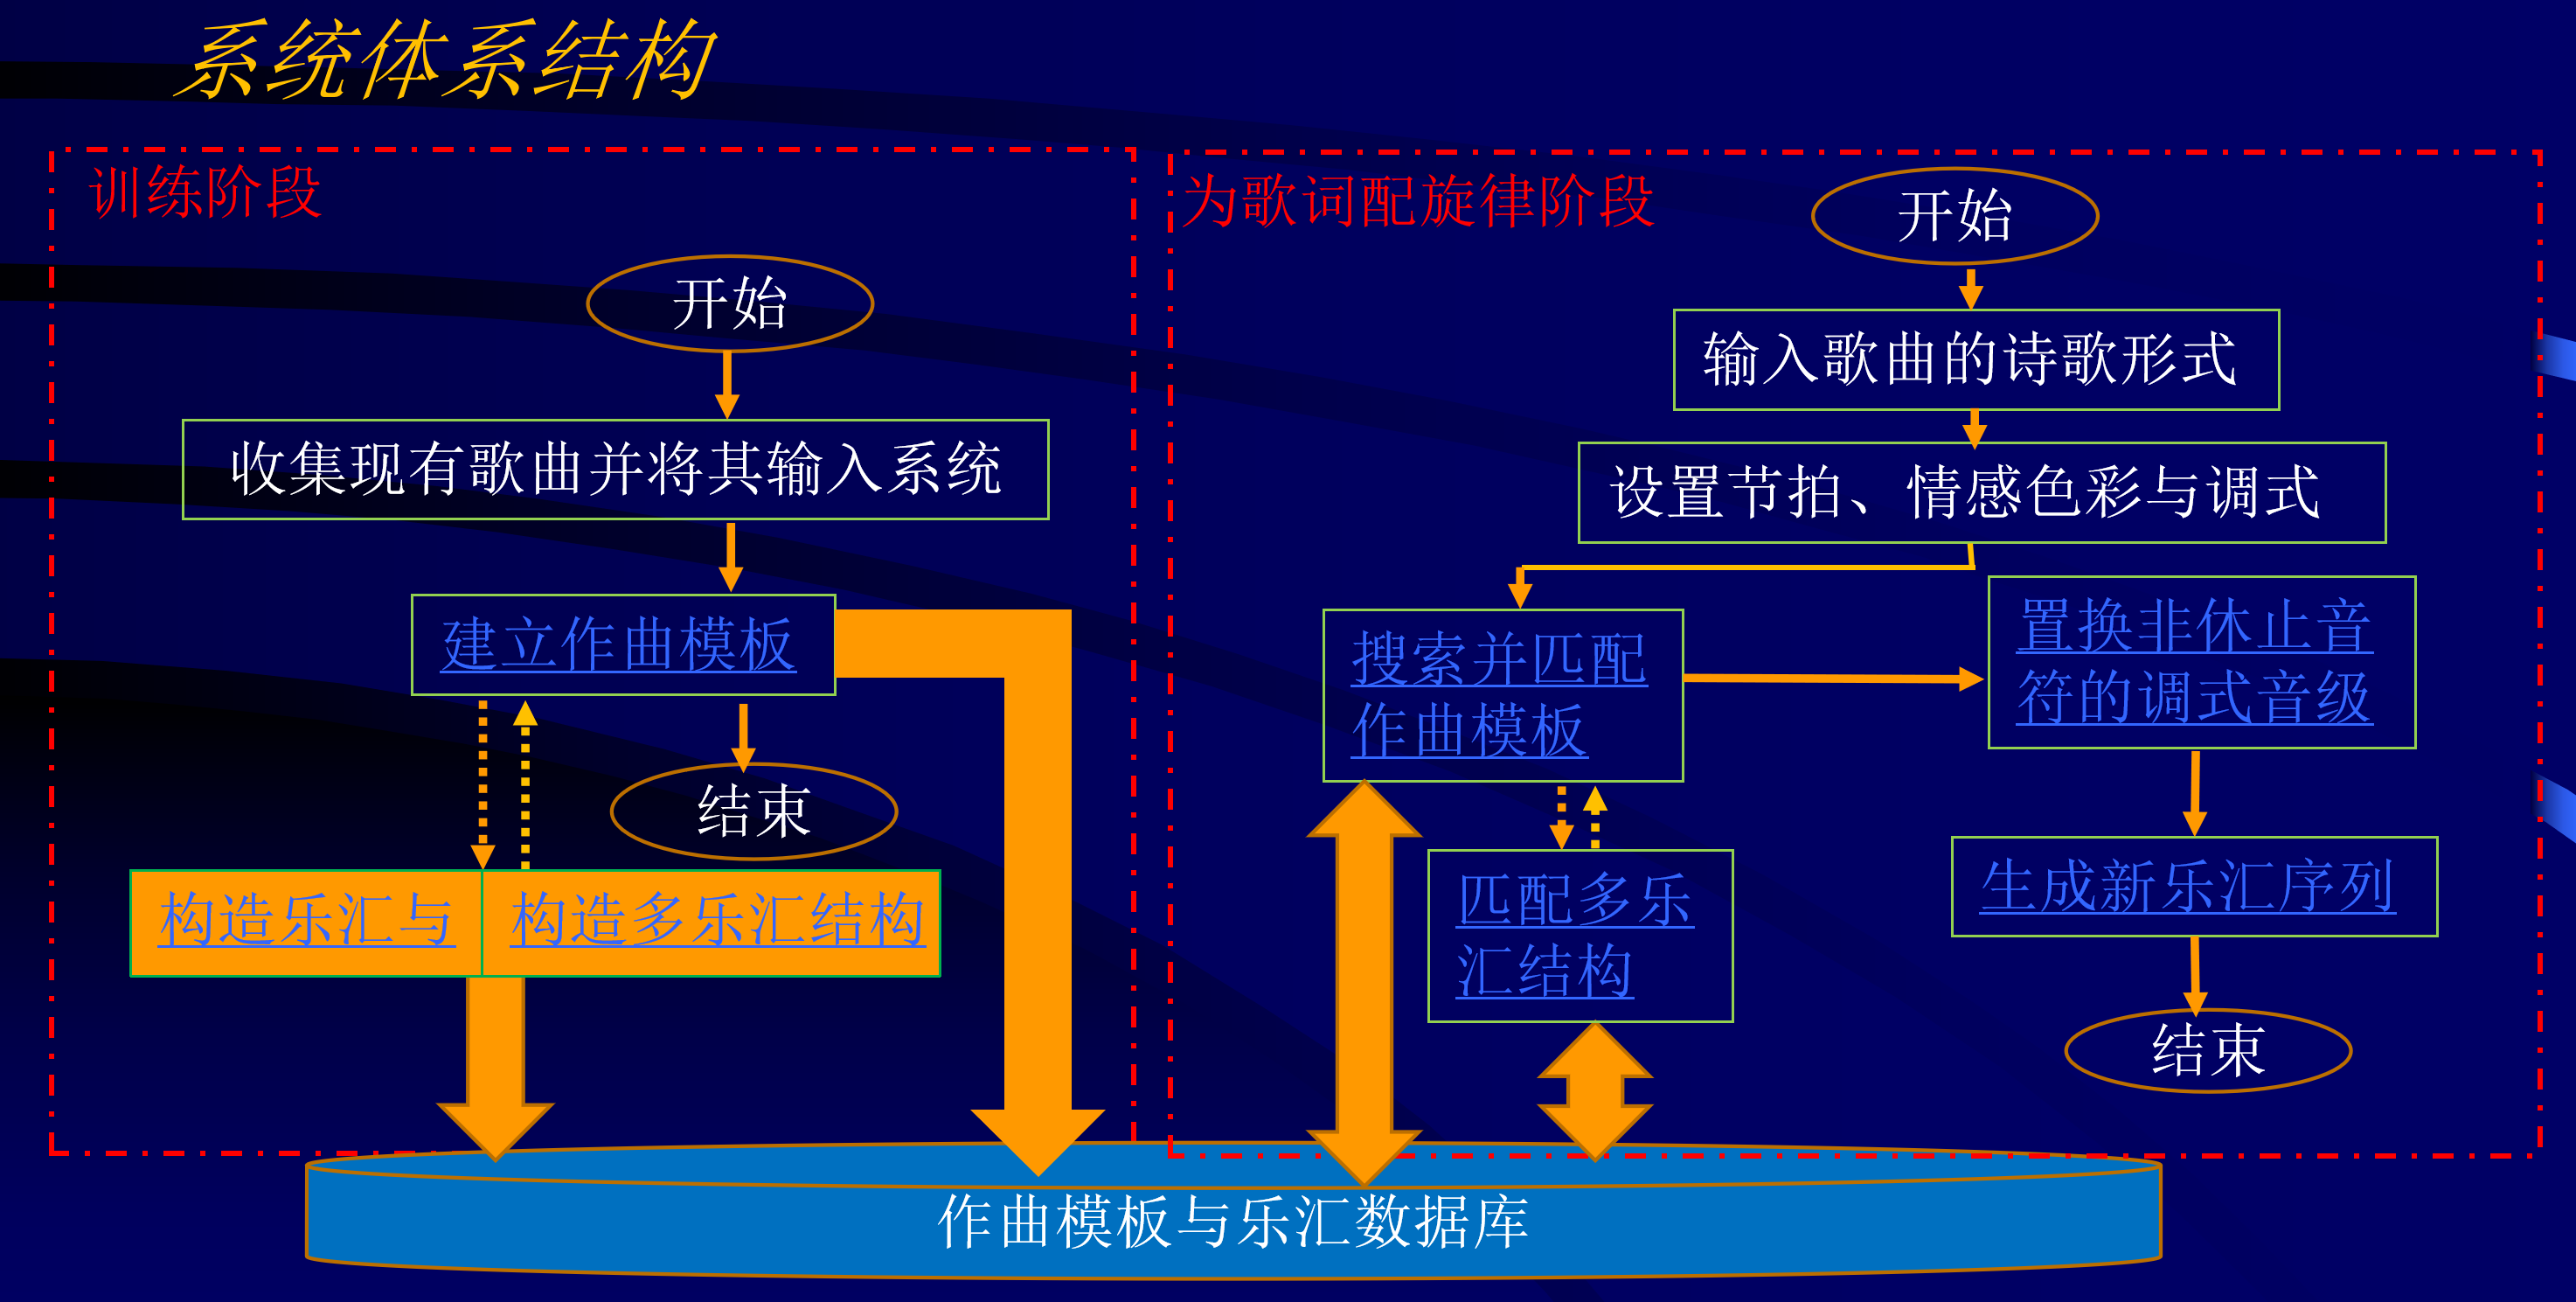 系统体系结构
训练阶段
开始
收集现有歌曲并将其输入系统
建立作曲模板
结束
构造乐汇与
构造多乐汇结构
为歌词配旋律阶段
开始
输入歌曲的诗歌形式
设置节拍、情感色彩与调式
搜索并匹配
作曲模板
置换非休止音
符的调式音级
匹配多乐
汇结构
生成新乐汇序列
结束
作曲模板与乐汇数据库